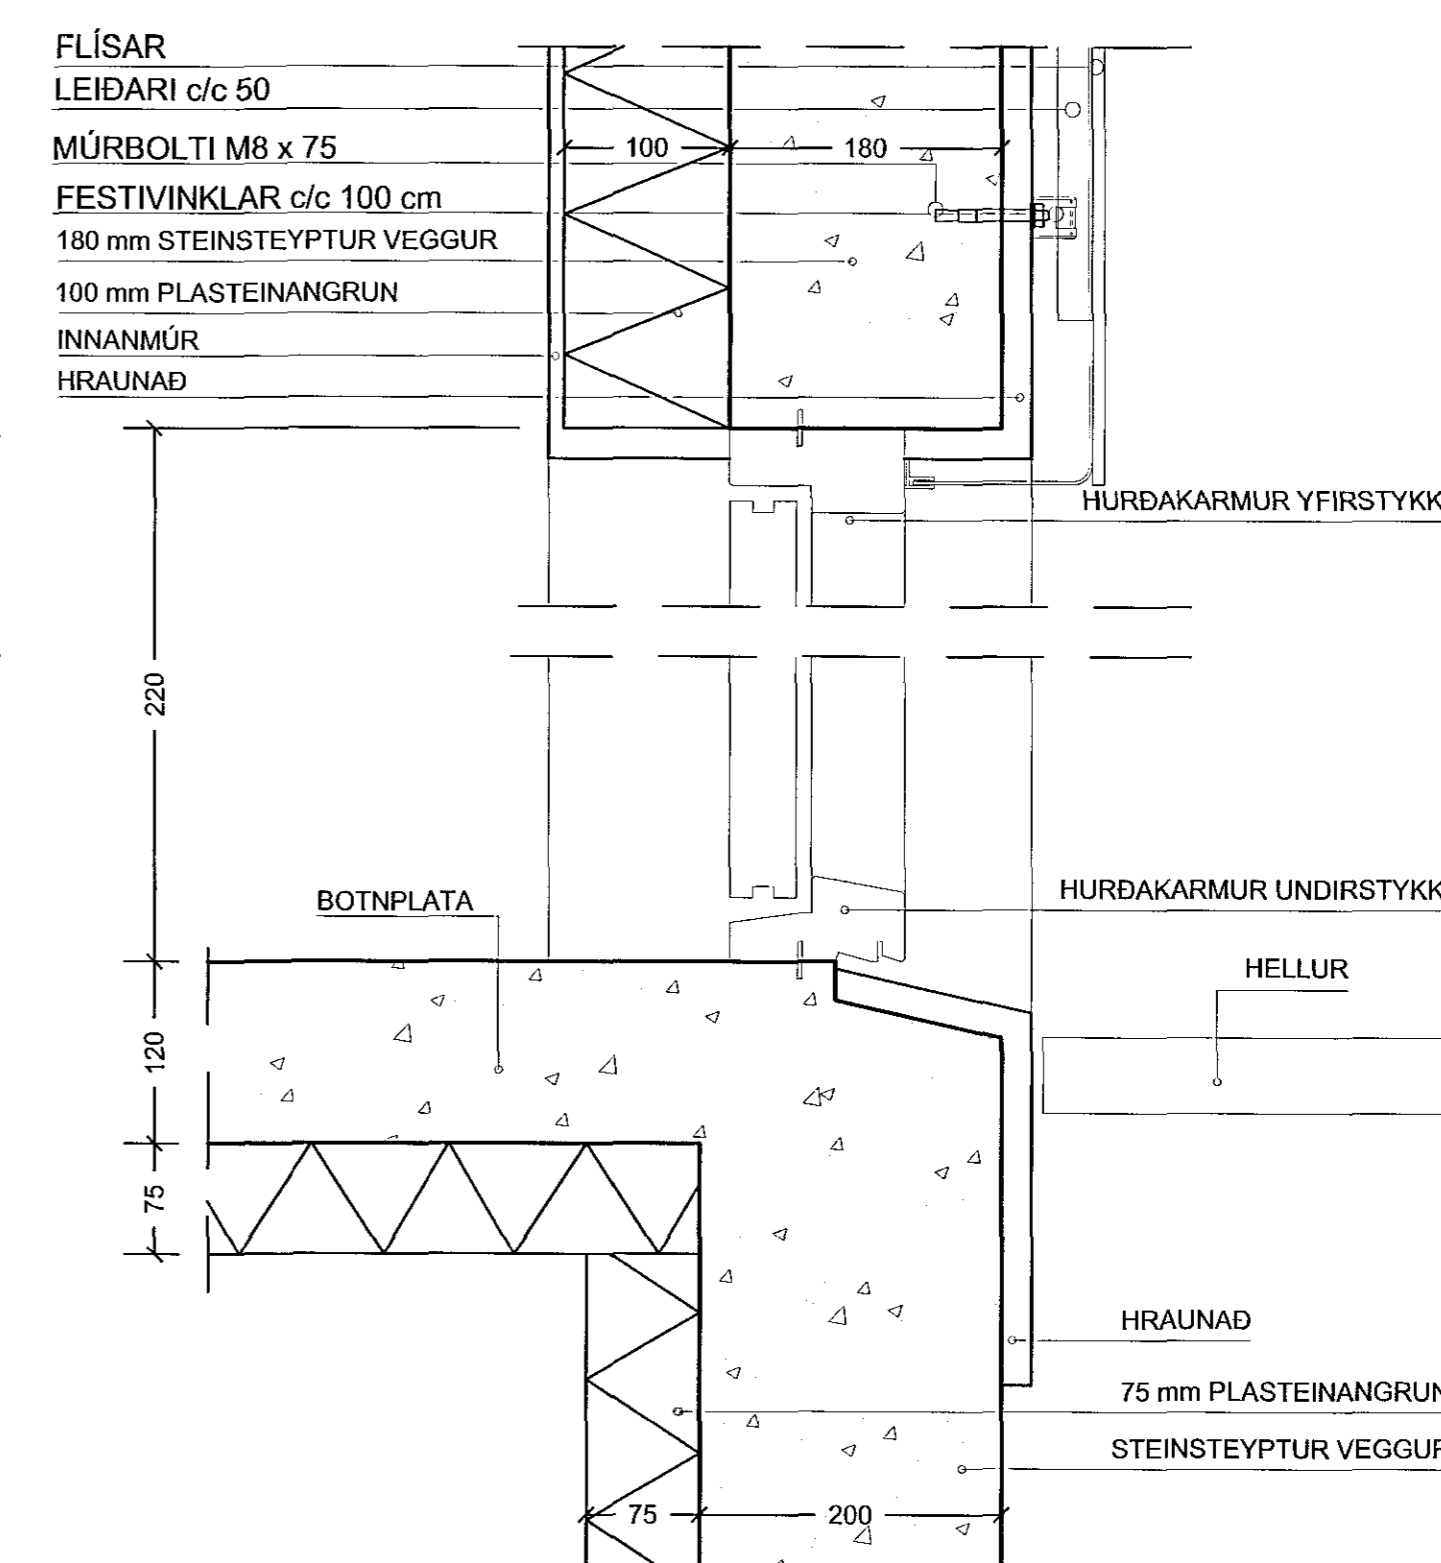 FLÍSAR
LEIÐARI c/c 50
MÚRBOLTI M8 x 75
FESTIVINKLAR c/c 100 cm
180 mm STEINSTEYPTUR VEGGUR
100 mm PLASTEINANGRUN
INNANMÚR
HRAUNAÐ
100
180
HURÐAKARMUR YFIRSTYKK
220
BOTNPLATA
HURÐAKARMUR UNDIRSTYKK
HELLUR
120
75
HRAUNAÐ
75 mm PLASTEINANGRUN
STEINSTEYPTUR VEGGUR
75
200